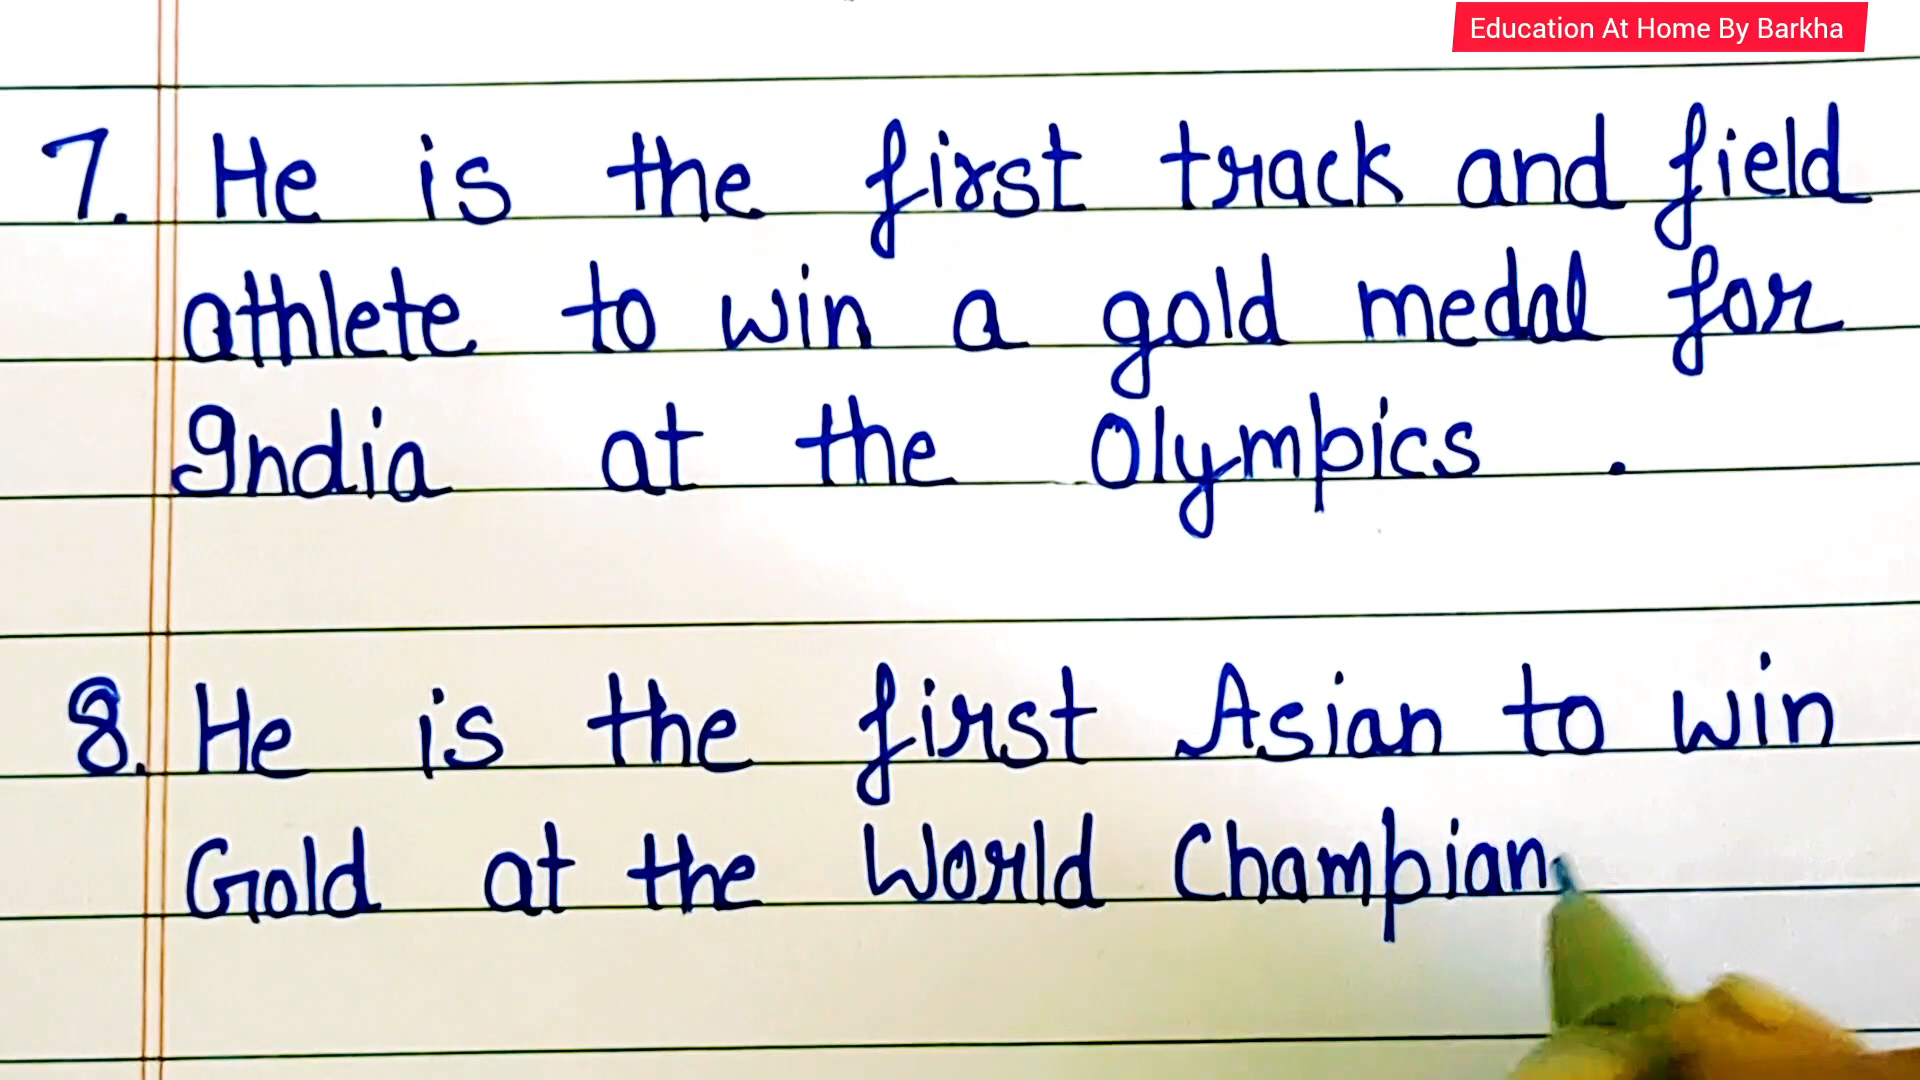 Education At Home By Barkha
7. He is the first track and field
athlete to win a gold medal for
India at the Olympics .
8. He is the first Asian to win
Gold at the World Champian